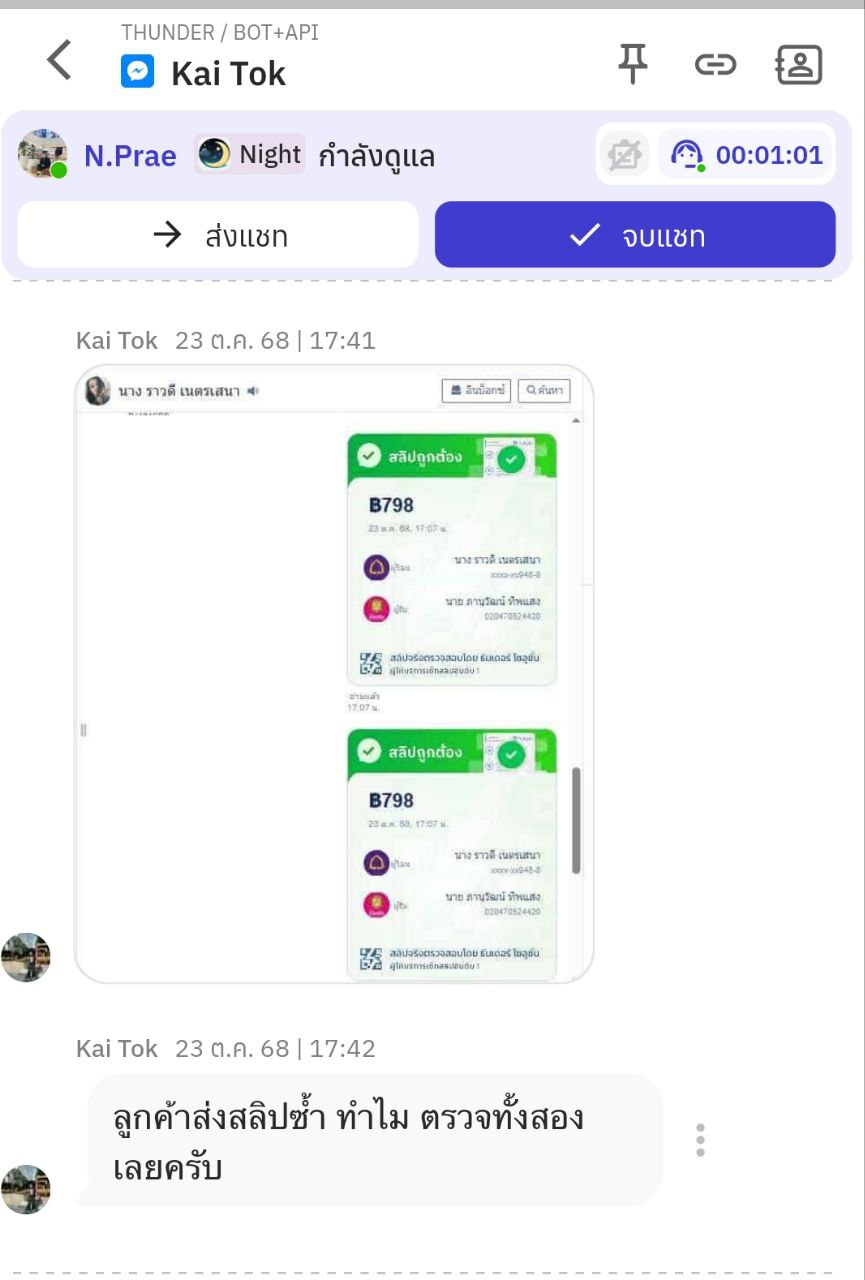 THUNDER / BOT+API
Kai Tok
N.Prae Night กำลังดูแล 00:01:01
ส่งแชท จบแชท
Kai Tok 23 ต.ค. 68 | 17:41
นาง ราวดี เนตรเสนา อินบ็อกซ์ ค้นหา
สลิปถูกต้อง
฿798
23 ต.ค. 68, 17:07 น.
ผู้โอน นาง ราวดี เนตรเสนา
xxxx-xx948-8
ผู้รับ นาย ภานุวัฒน์ ทิพแสง
020470524420
สลิปจริงตรวจสอบโดย ธันเดอร์ โซลูชั่น
ผู้ให้บริการเช็กสลิปอันดับ 1
อ่านแล้ว
17.07 น.
สลิปถูกต้อง
฿798
23 ต.ค. 68, 17:07 น.
ผู้โอน นาง ราวดี เนตรเสนา
xxxx-xx948-8
ผู้รับ นาย ภานุวัฒน์ ทิพแสง
020470524420
สลิปจริงตรวจสอบโดย ธันเดอร์ โซลูชั่น
ผู้ให้บริการเช็กสลิปอันดับ 1
Kai Tok 23 ต.ค. 68 | 17:42
ลูกค้าส่งสลิปซ้ำ ทำไม ตรวจทั้งสอง
เลยครับ